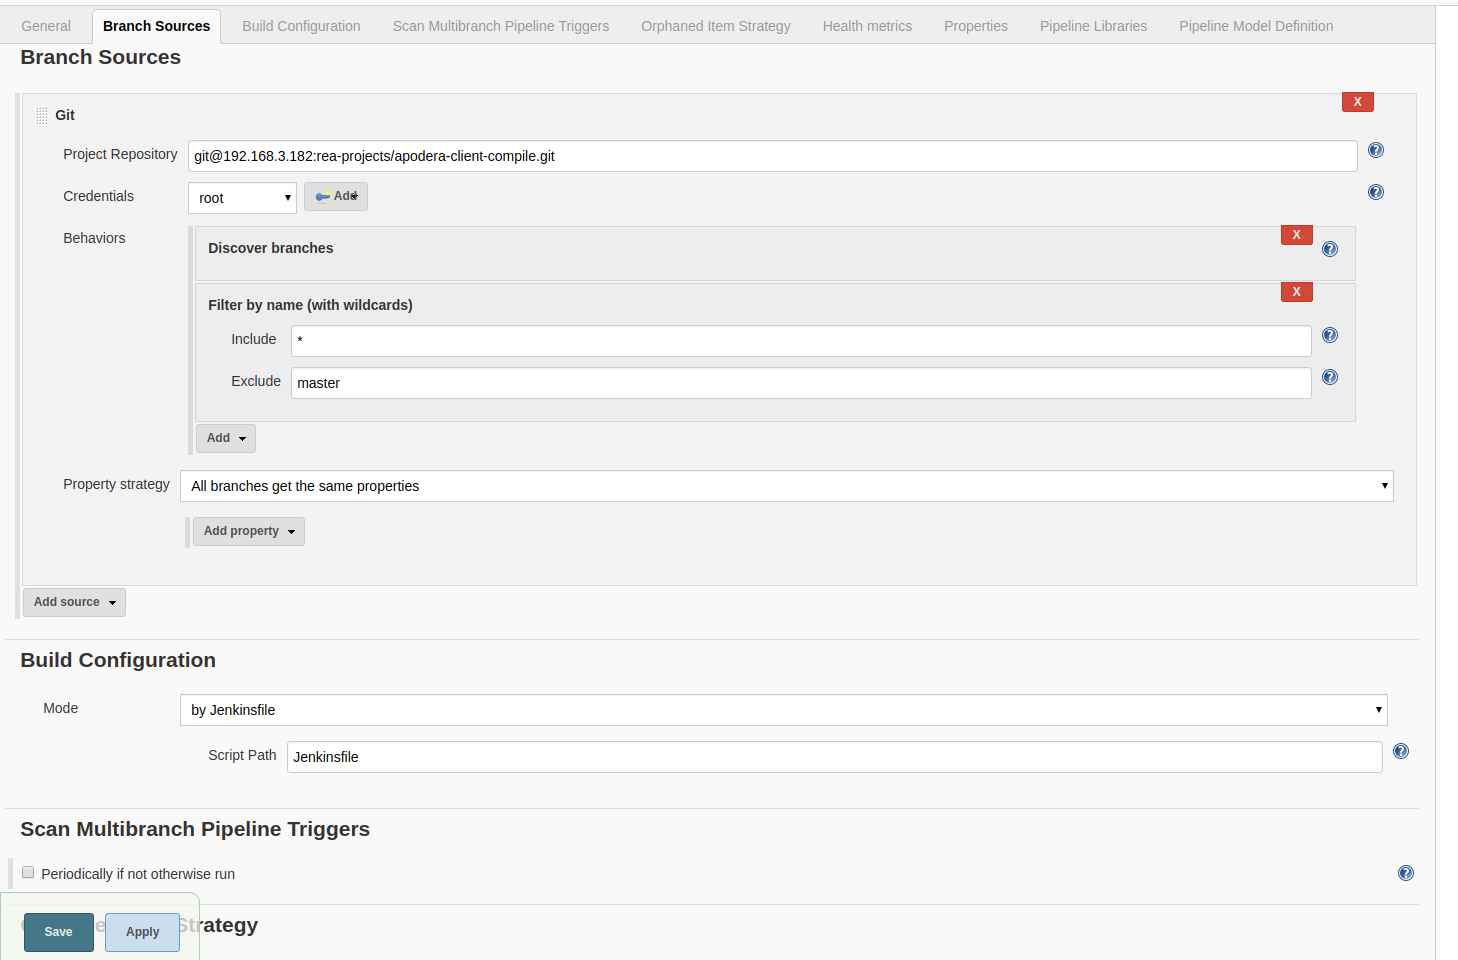 General Branch Sources Build Configuration Scan Multibranch Pipeline Triggers Orphaned Item Strategy Health metrics Properties Pipeline Libraries Pipeline Model Definition
Branch Sources
X
Git
Project Repository git@192.168.3.182:rea-projects/apodera-client-compile.git ?
Credentials root Add ?
Behaviors
X
Discover branches ?
X
Filter by name (with wildcards)
Include * ?
Exclude master ?
Add
Property strategy All branches get the same properties
Add property
Add source
Build Configuration
Mode by Jenkinsfile
Script Path Jenkinsfile ?
Scan Multibranch Pipeline Triggers
Periodically if not otherwise run ?
Strategy
Save Apply